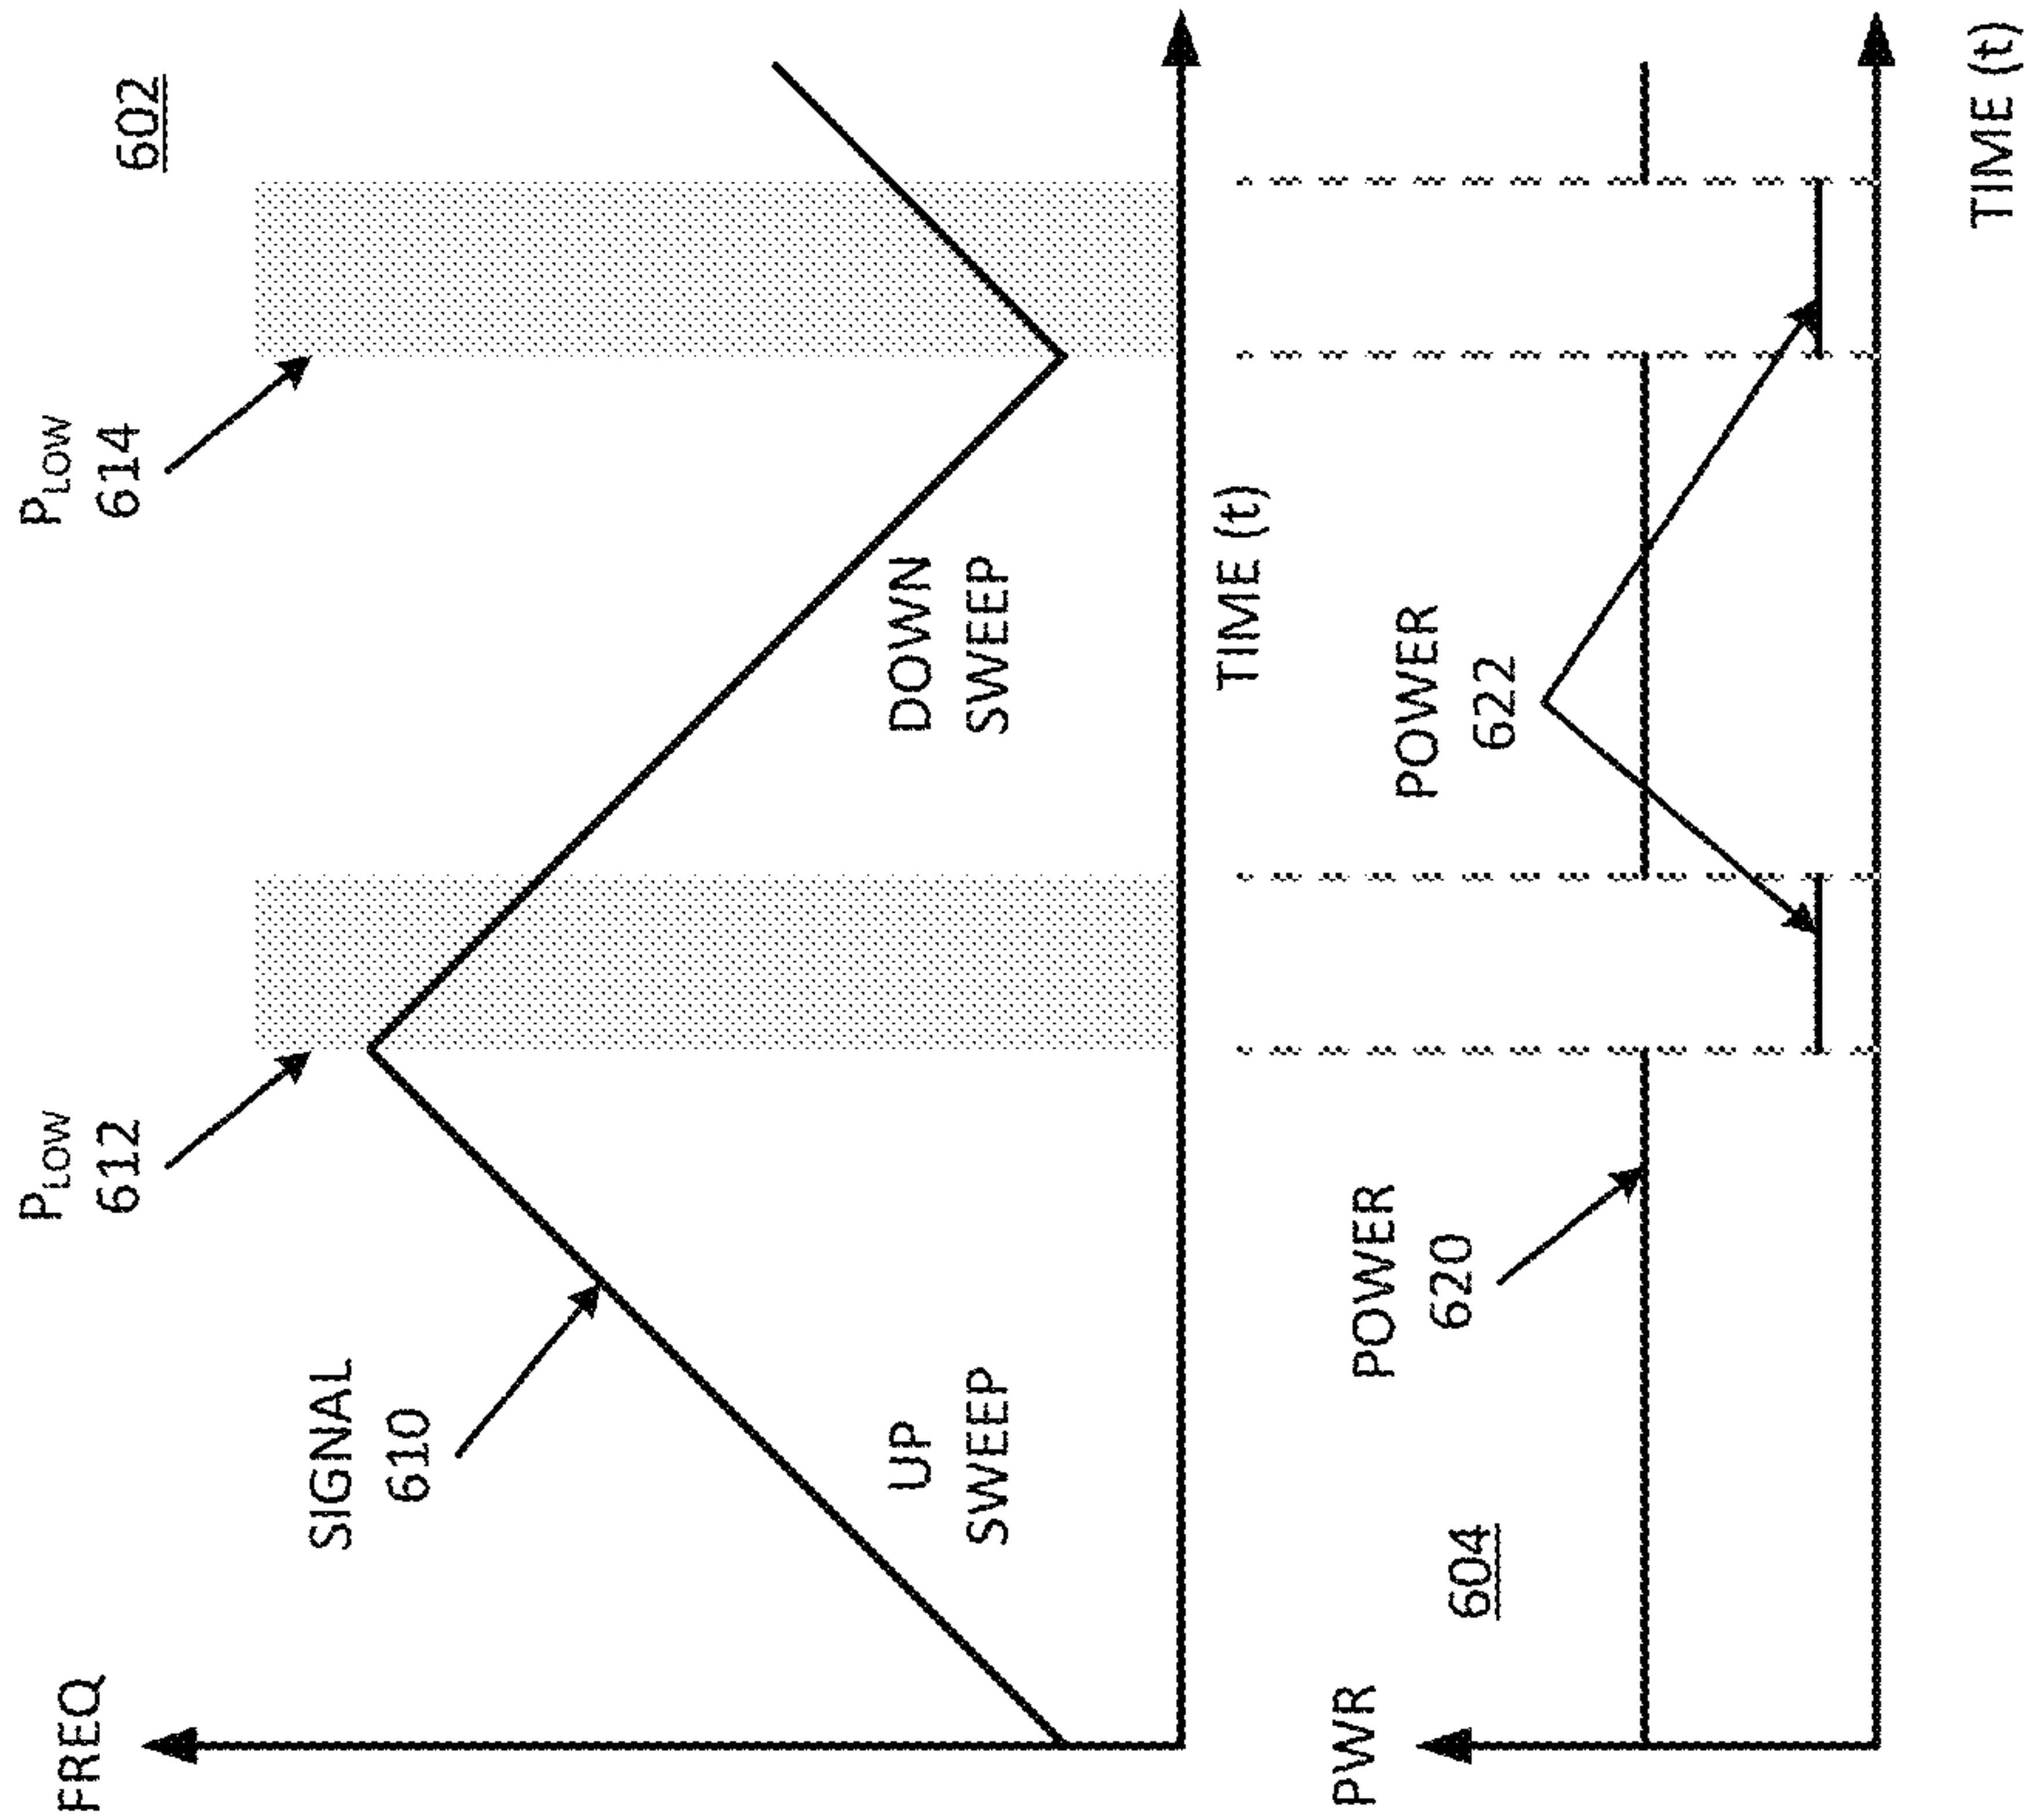 FREQ
602
P_LOW
612
P_LOW
614
SIGNAL
610
UP
SWEEP
DOWN
SWEEP
TIME (t)
PWR
604
POWER
620
POWER
622
TIME (t)